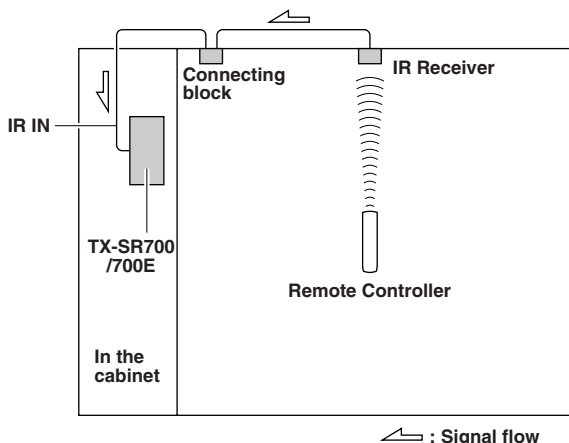 Connecting
block
IR Receiver
IR IN
TX-SR700
/700E
Remote Controller
In the
cabinet
: Signal flow